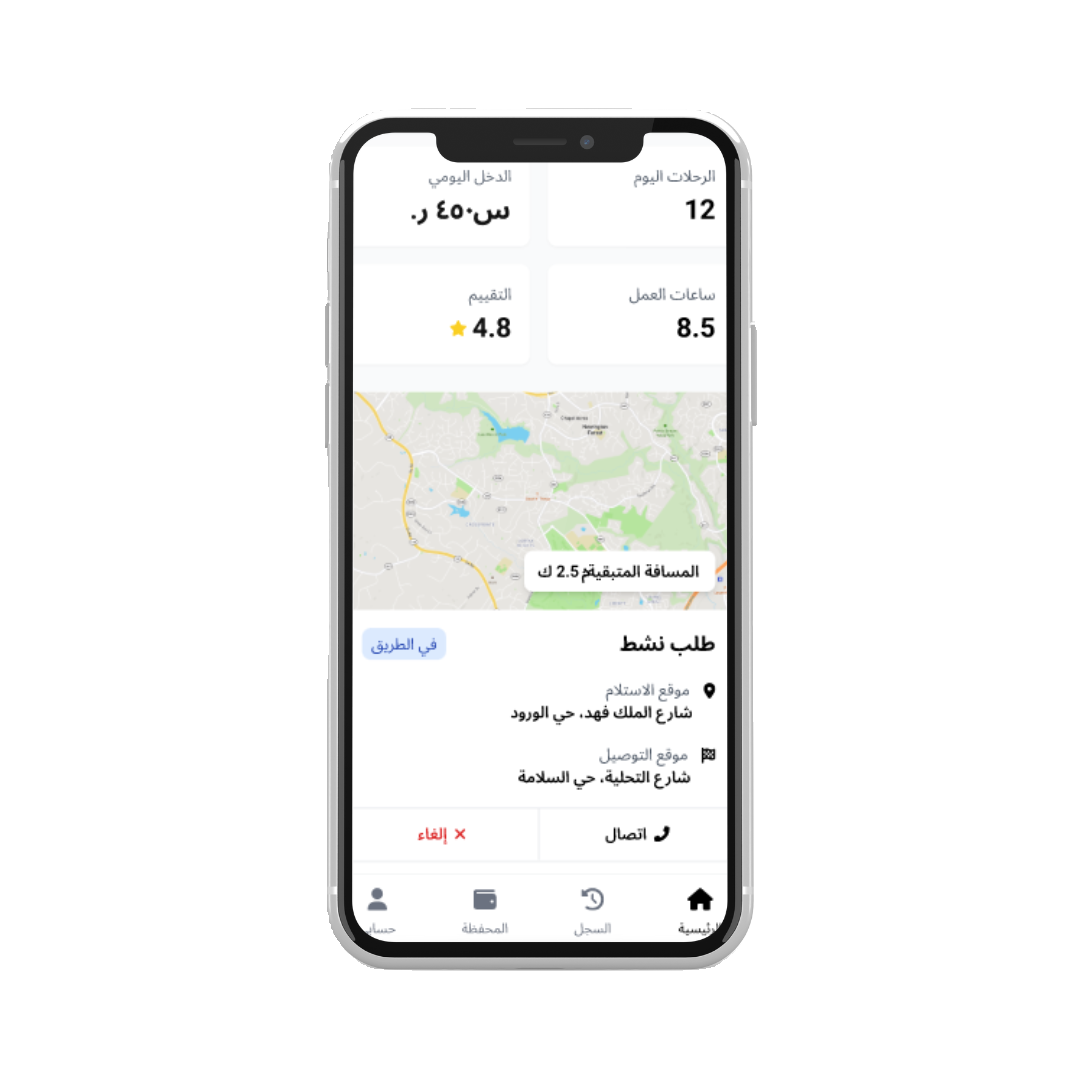 الرحلات اليوم
12
الدخل اليومي
س٤٥٠ ر.
ساعات العمل
8.5
التقييم
4.8
المسافة المتبقية: 2.5 كم
طلب نشط
في الطريق
موقع الاستلام
شارع الملك فهد، حي الورود
موقع التوصيل
شارع التحلية، حي السلامة
اتصال
إلغاء
الرئيسية
السجل
المحفظة
حساب